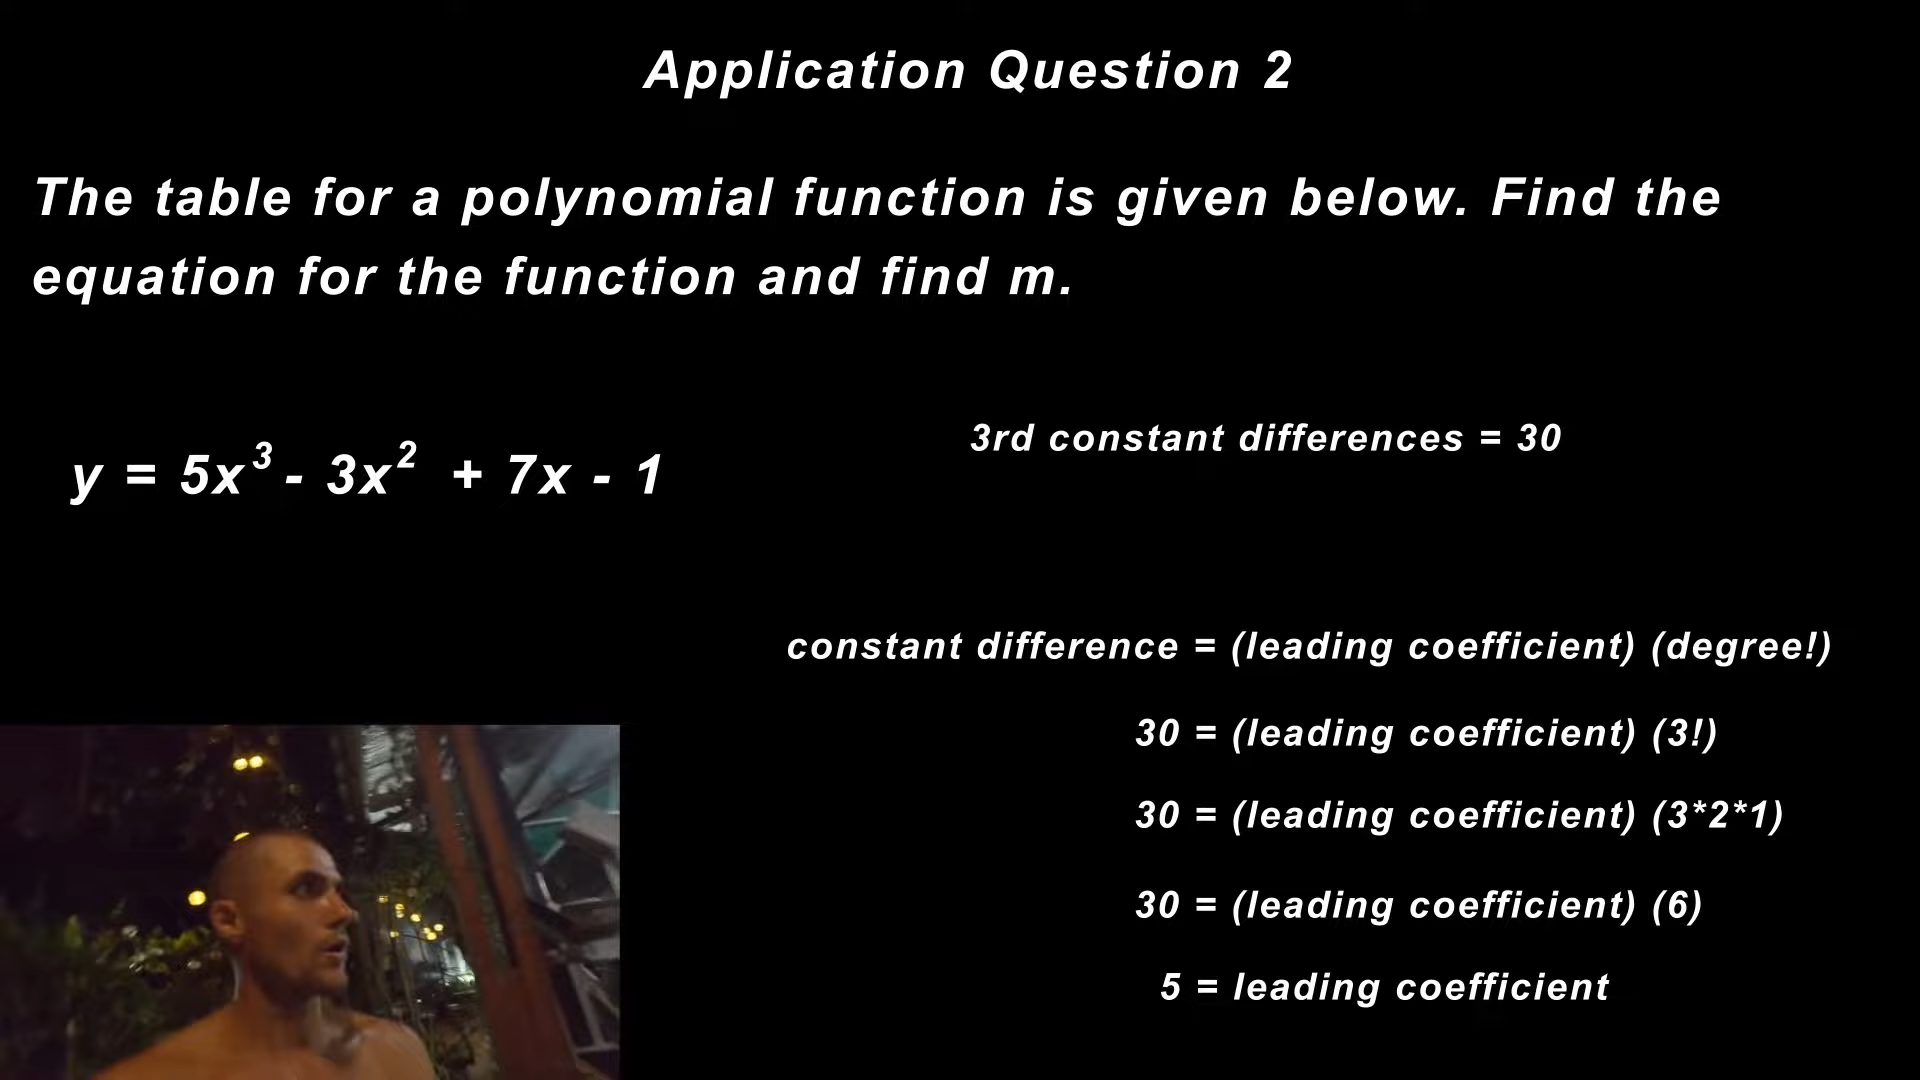 Application Question 2
The table for a polynomial function is given below. Find the
equation for the function and find m.
3rd constant differences = 30
y = 5x³ - 3x² + 7x - 1
constant difference = (leading coefficient) (degree!)
30 = (leading coefficient) (3!)
30 = (leading coefficient) (3*2*1)
30 = (leading coefficient) (6)
5 = leading coefficient